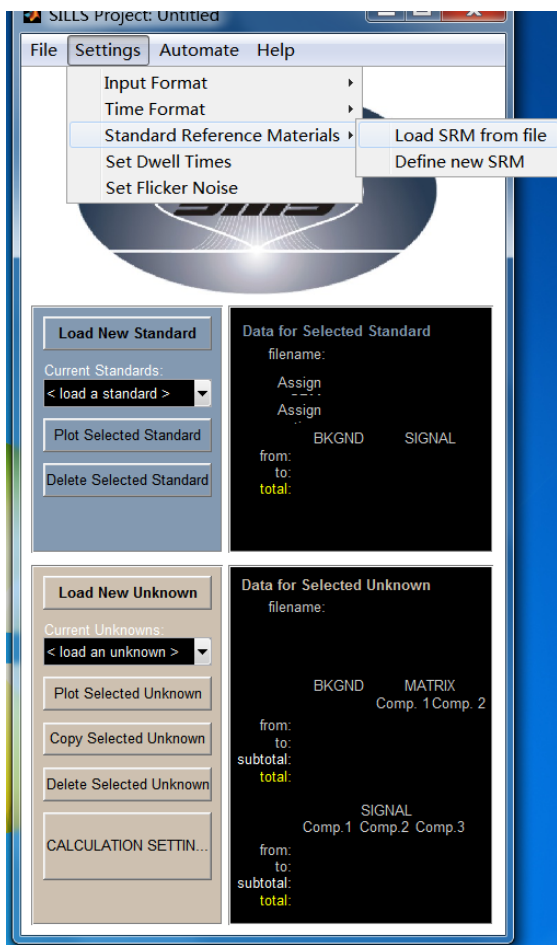 SILLS Project: Untitled
File Settings Automate Help
Input Format
Time Format
Standard Reference Materials
Load SRM from file
Set Dwell Times
Define new SRM
Set Flicker Noise
Load New Standard
Current Standards:
< load a standard >
Plot Selected Standard
Delete Selected Standard
Data for Selected Standard
filename:
Assign
Assign
BKGND SIGNAL
from:
to:
total:
Load New Unknown
Current Unknowns:
< load an unknown >
Plot Selected Unknown
Copy Selected Unknown
Delete Selected Unknown
CALCULATION SETTIN...
Data for Selected Unknown
filename:
BKGND MATRIX
Comp. 1 Comp. 2
from:
to:
subtotal:
total:
SIGNAL
Comp.1 Comp.2 Comp.3
from:
to:
subtotal:
total: